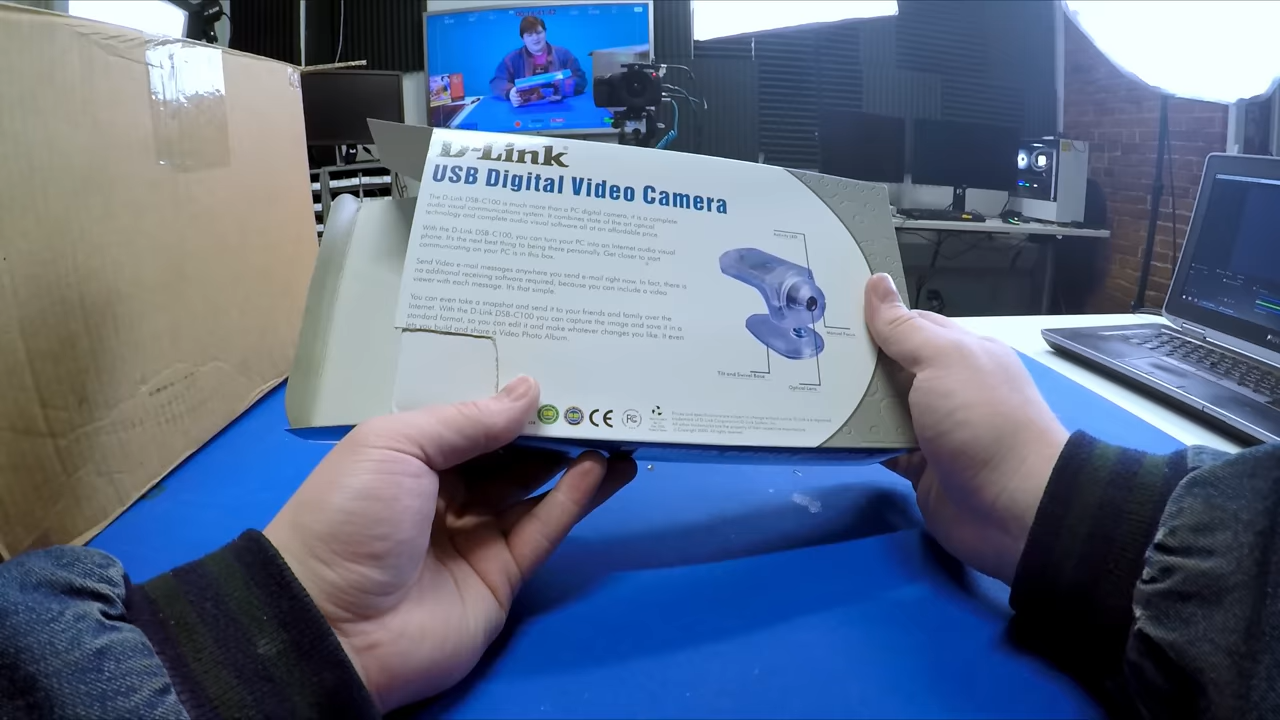 D-Link
USB Digital Video Camera
The D-Link DSB-C100 is much more than a PC digital camera, it is a complete
audio visual communications system. It combines state of the art optical
technology and complete audio visual software all at an affordable price.
With the D-Link DSB-C100, you can turn your PC into an Internet audio visual
phone. It's the next best thing to being there personally. Get closer to start
communicating on your PC is in this box.
Send Video e-mail messages anywhere you send e-mail right now. In fact, there is
no additional receiving software required, because you can include a video
viewer with each message. It's that simple.
You can even take a snapshot and send it to your friends and family over the
Internet. With the D-Link DSB-C100 you can capture the image and save it in a
standard format, so you can edit it and make whatever changes you like. It even
lets you build and share a Video Photo Album.
Manual Focus
Tilt and Swivel Base
Optical Lens
CE
FC